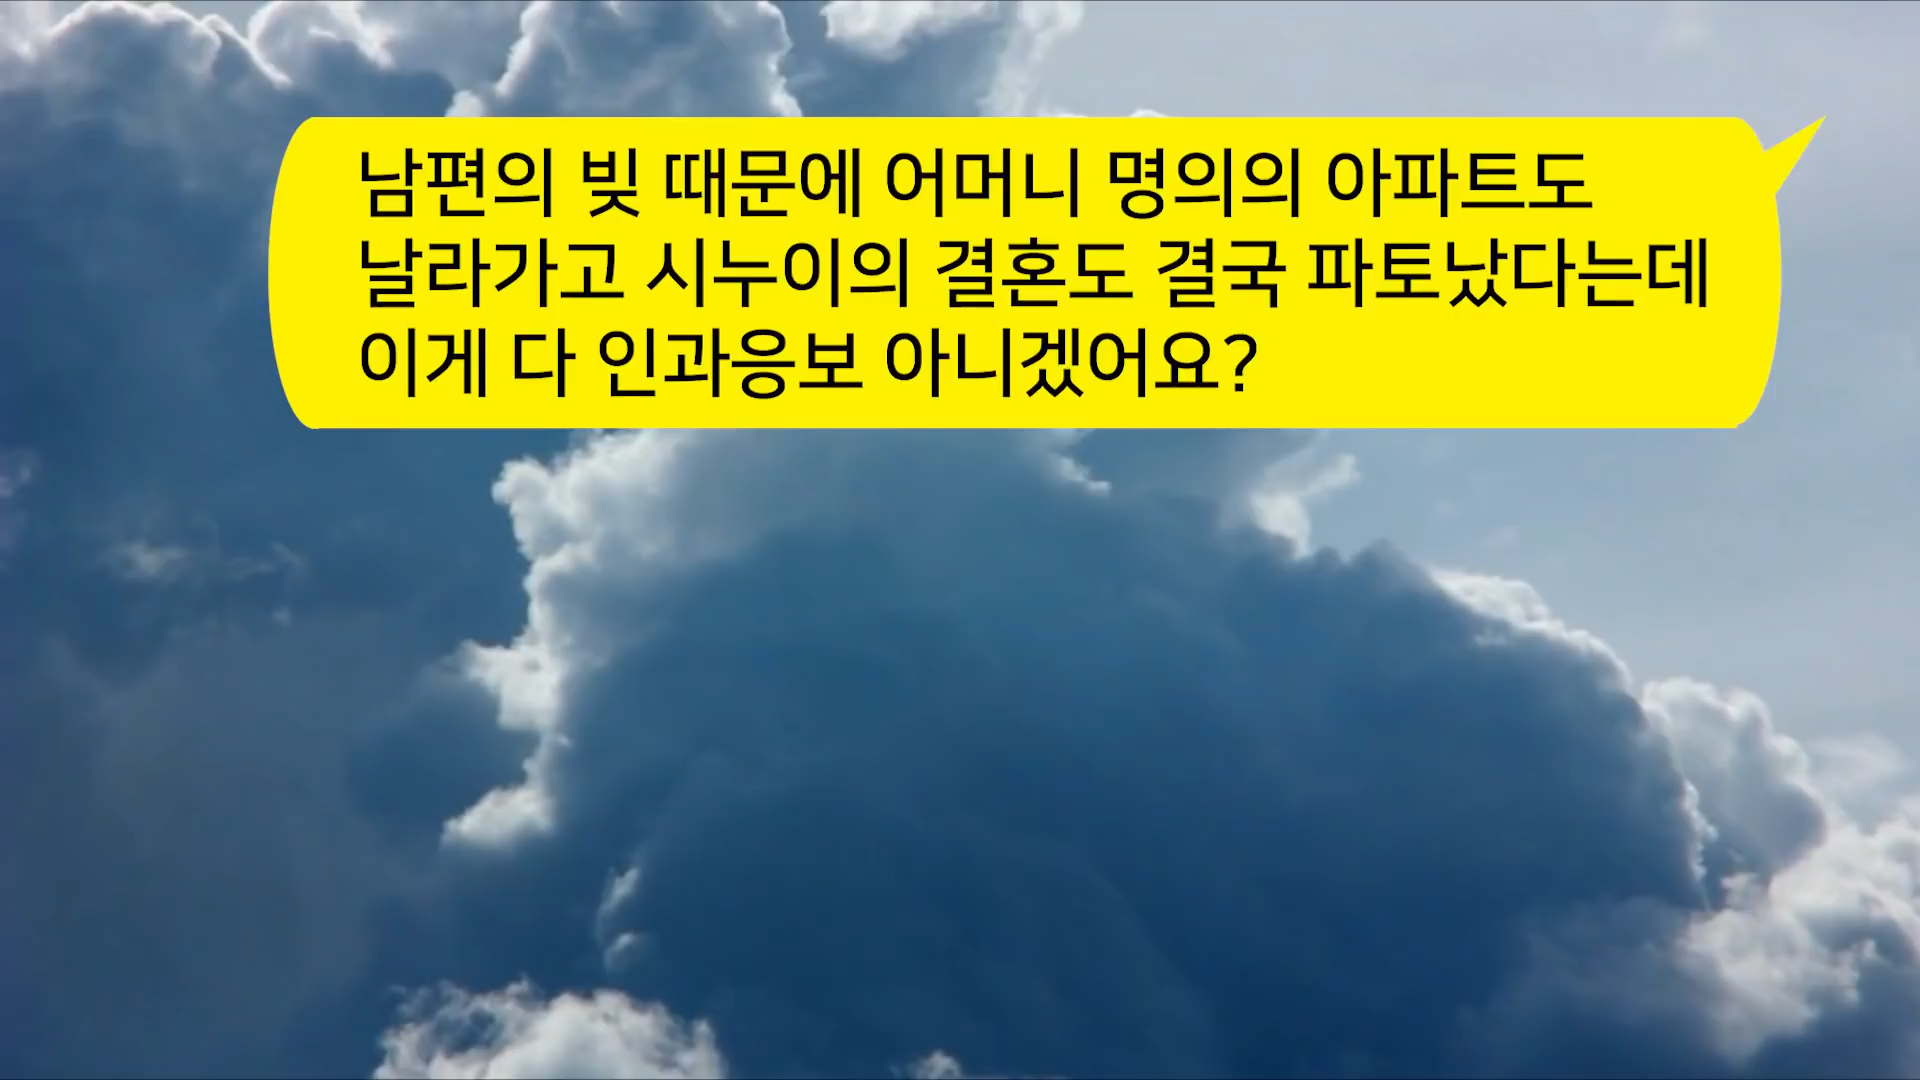 남편의 빚 때문에 어머니 명의의 아파트도
날라가고 시누이의 결혼도 결국 파토났다는데
이게 다 인과응보 아니겠어요?